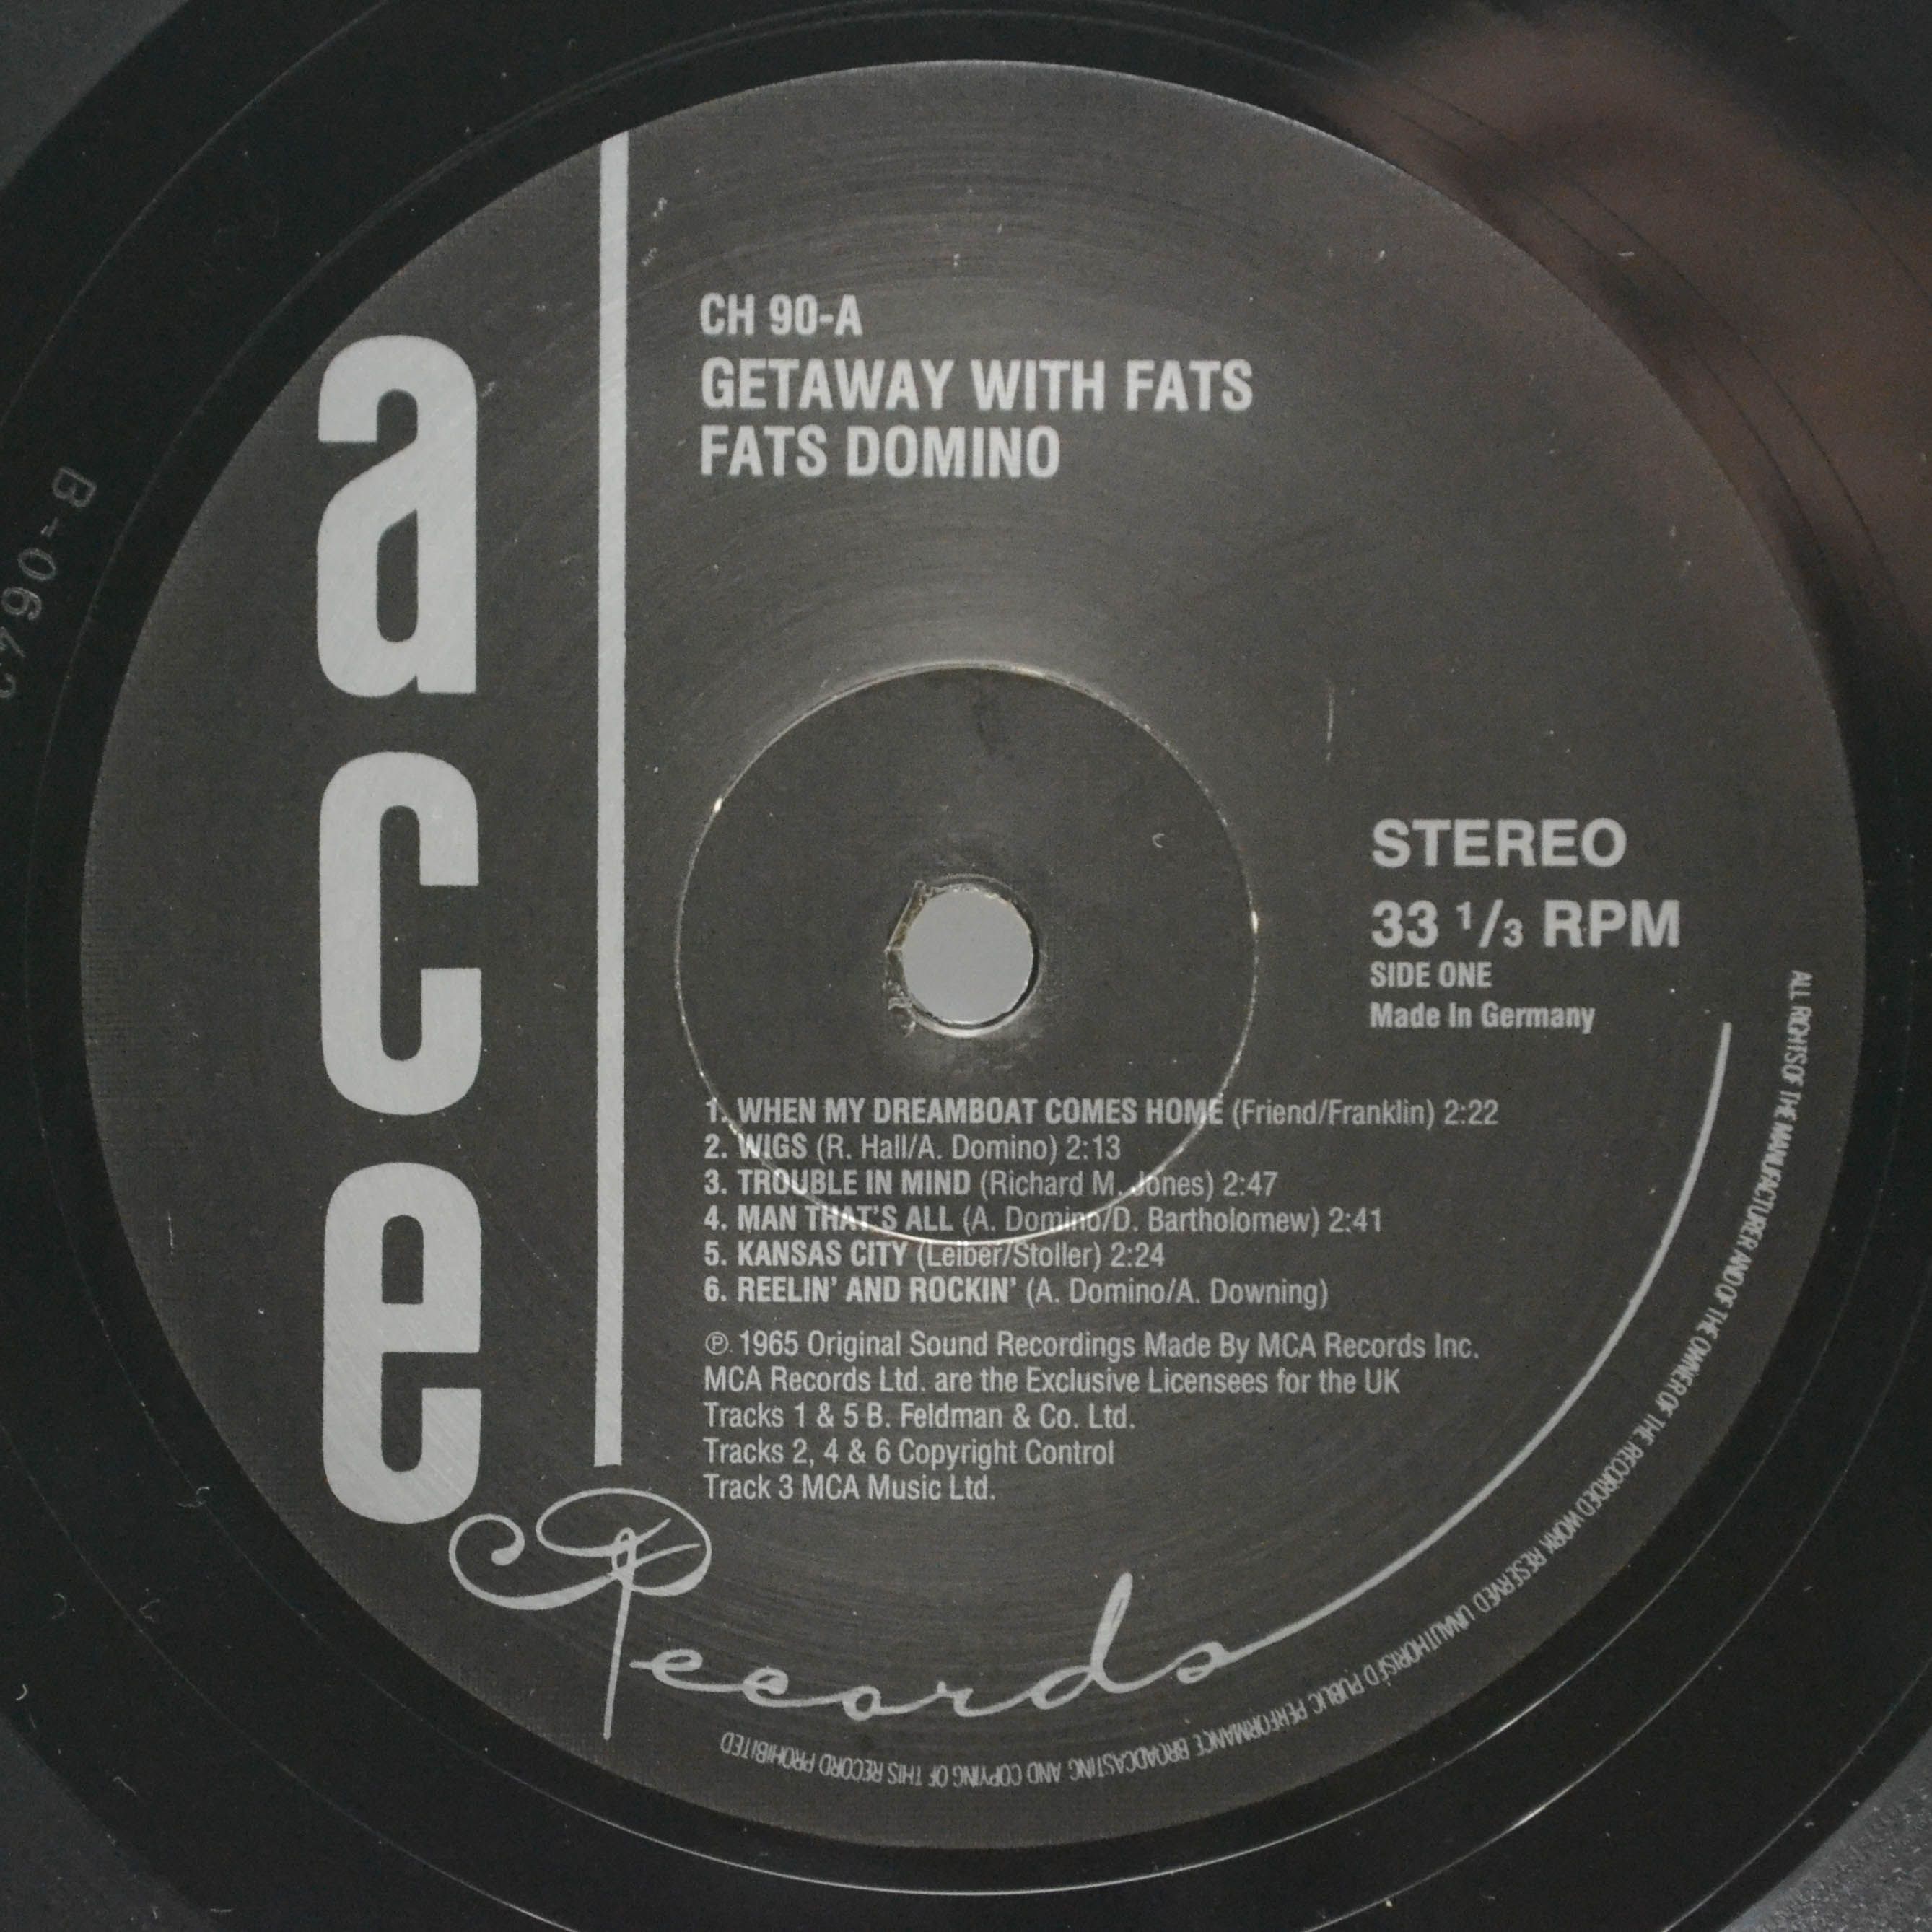 ace
Records
CH 90-A
GETAWAY WITH FATS
FATS DOMINO
STEREO
33 1/3 RPM
SIDE ONE
Made In Germany
1. WHEN MY DREAMBOAT COMES HOME (Friend/Franklin) 2:22
2. WIGS (R. Hall/A. Domino) 2:13
3. TROUBLE IN MIND (Richard M. Jones) 2:47
4. MAN THAT'S ALL (A. Domino/D. Bartholomew) 2:41
5. KANSAS CITY (Leiber/Stoller) 2:24
6. REELIN' AND ROCKIN' (A. Domino/A. Downing)
℗ 1965 Original Sound Recordings Made By MCA Records Inc.
MCA Records Ltd. are the Exclusive Licensees for the UK
Tracks 1 & 5 B. Feldman & Co. Ltd.
Tracks 2, 4 & 6 Copyright Control
Track 3 MCA Music Ltd.
ALL RIGHTS OF THE MANUFACTURER AND OF THE OWNER OF THE RECORDED WORK RESERVED UNAUTHORISED PUBLIC PERFORMANCE BROADCASTING AND COPYING OF THIS RECORD PROHIBITED